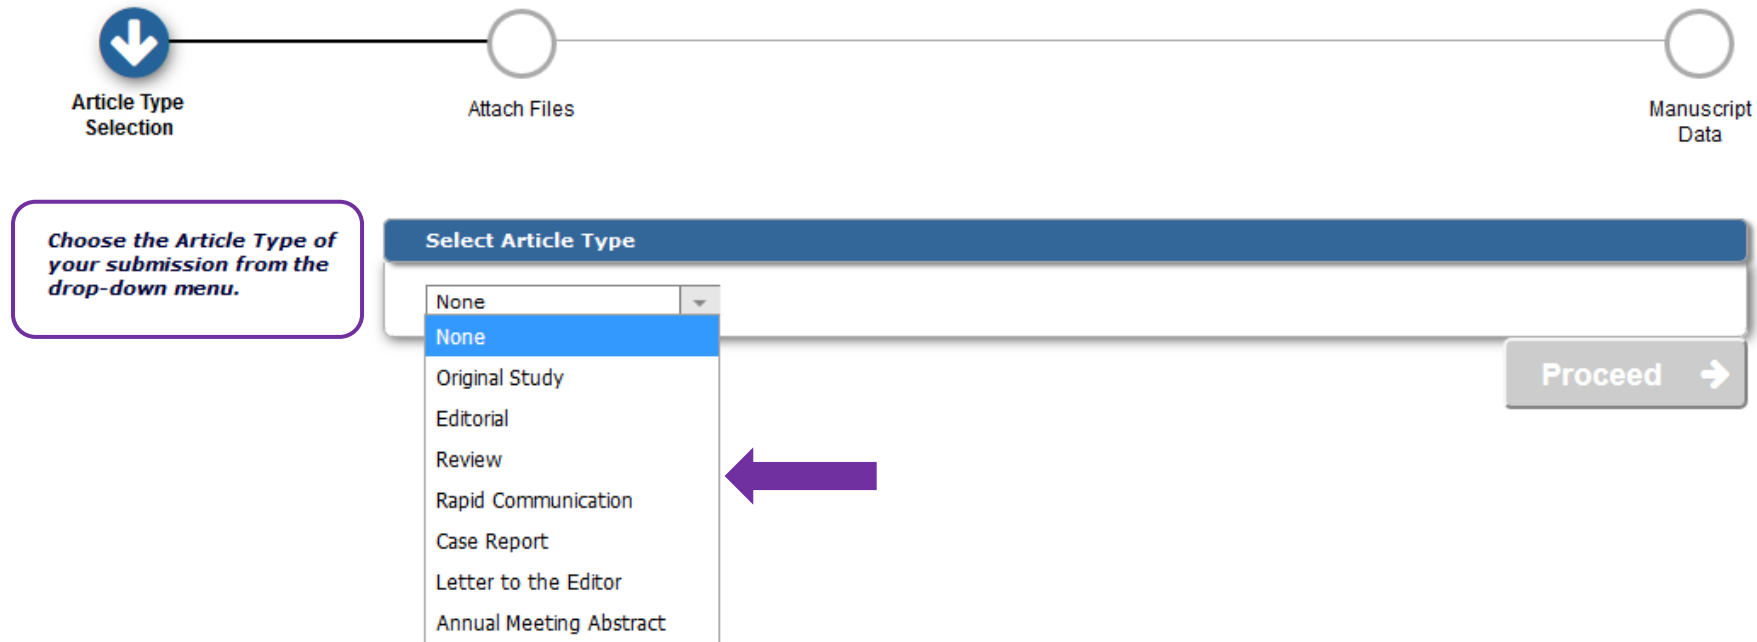 Article Type
Selection
Attach Files
Manuscript
Data
Choose the Article Type of
your submission from the
drop-down menu.
Select Article Type
None
None
Original Study
Editorial
Review
Rapid Communication
Case Report
Letter to the Editor
Annual Meeting Abstract
Proceed